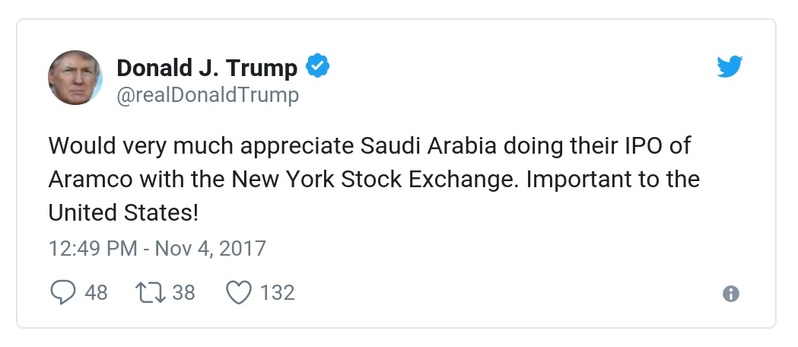 Donald J. Trump
@realDonaldTrump
Would very much appreciate Saudi Arabia doing their IPO of
Aramco with the New York Stock Exchange. Important to the
United States!
12:49 PM - Nov 4, 2017
48 38 132